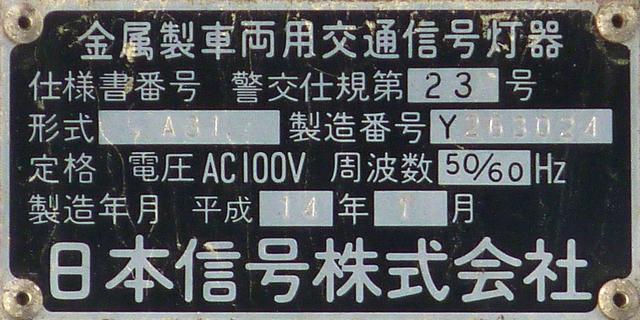 金属製車両用交通信号灯器
仕様書番号 警交仕規第23号
形式 A31 製造番号 Y263024
定格 電圧 AC100V 周波数 50/60 Hz
製造年月 平成 14 年 1 月
日本信号株式会社